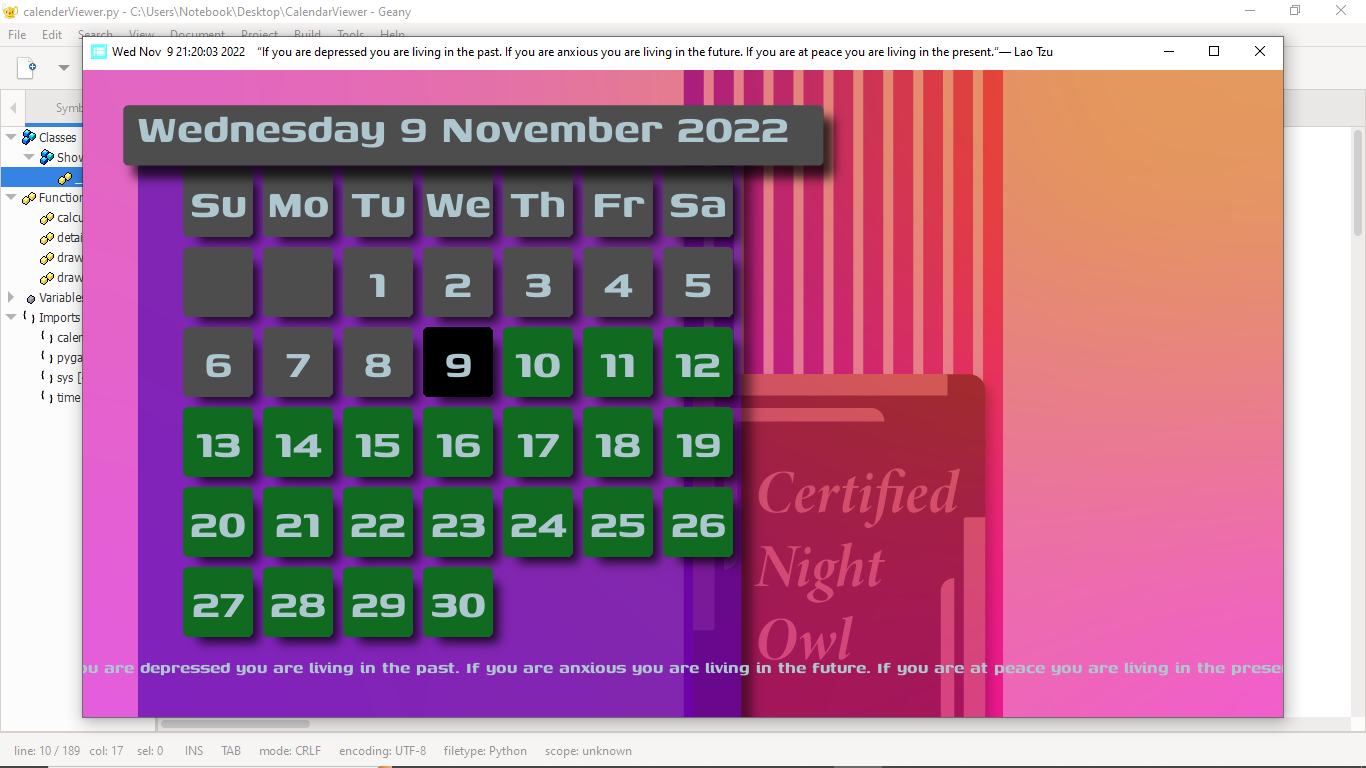 calenderViewer.py - C:\Users\Notebook\Desktop\CalendarViewer - Geany
File Edit Search View Document Project Build Tools Help
Wed Nov 9 21:20:03 2022 “If you are depressed you are living in the past. If you are anxious you are living in the future. If you are at peace you are living in the present.”— Lao Tzu
Symb
Classes
Show
Function
calcu
detai
draw
draw
Variable
Imports
caler
pyga
sys [
time
Wednesday 9 November 2022
Su Mo Tu We Th Fr Sa
1 2 3 4 5
6 7 8 9 10 11 12
13 14 15 16 17 18 19
20 21 22 23 24 25 26
27 28 29 30
Certified
Night
Owl
ou are depressed you are living in the past. If you are anxious you are living in the future. If you are at peace you are living in the prese
line: 10 / 189 col: 17 sel: 0 INS TAB mode: CRLF encoding: UTF-8 filetype: Python scope: unknown